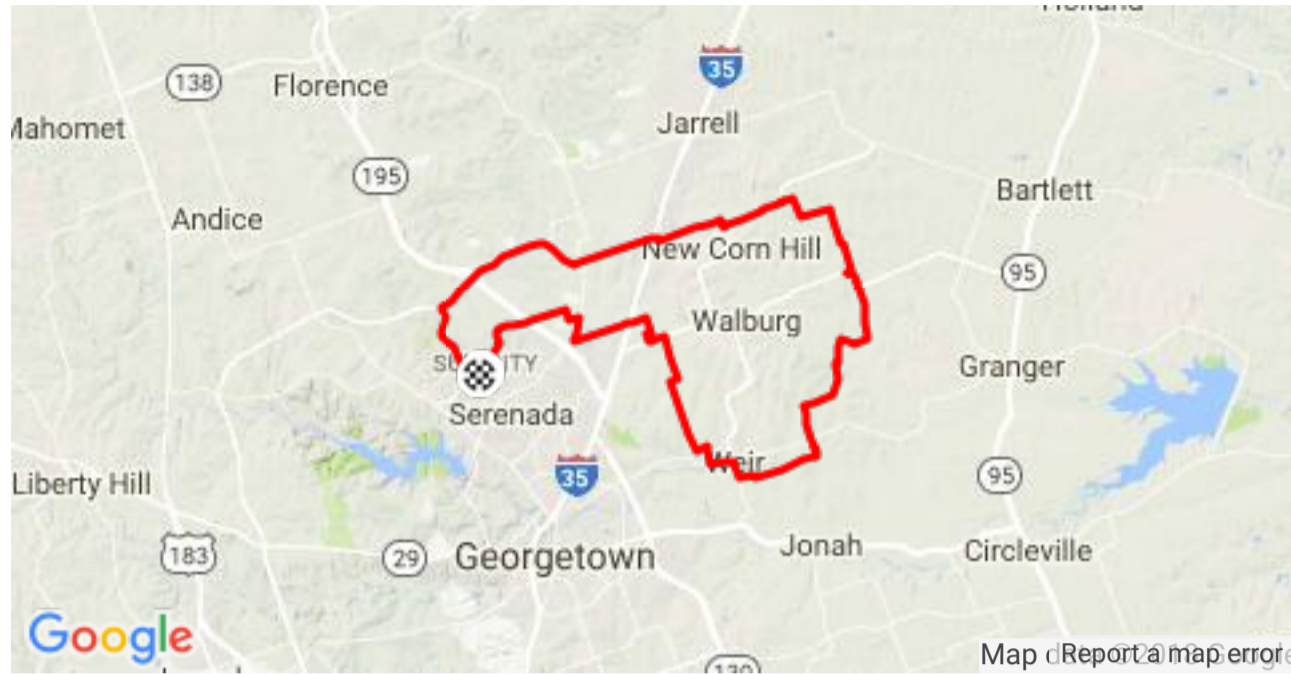 138
Florence
35
Jarrell
Mahomet
195
Bartlett
Andice
New Corn Hill
95
Walburg
Granger
Serenada
Weir
35
95
Liberty Hill
183
29
Georgetown
Jonah
Circleville
Google
Map
Report a map error
130